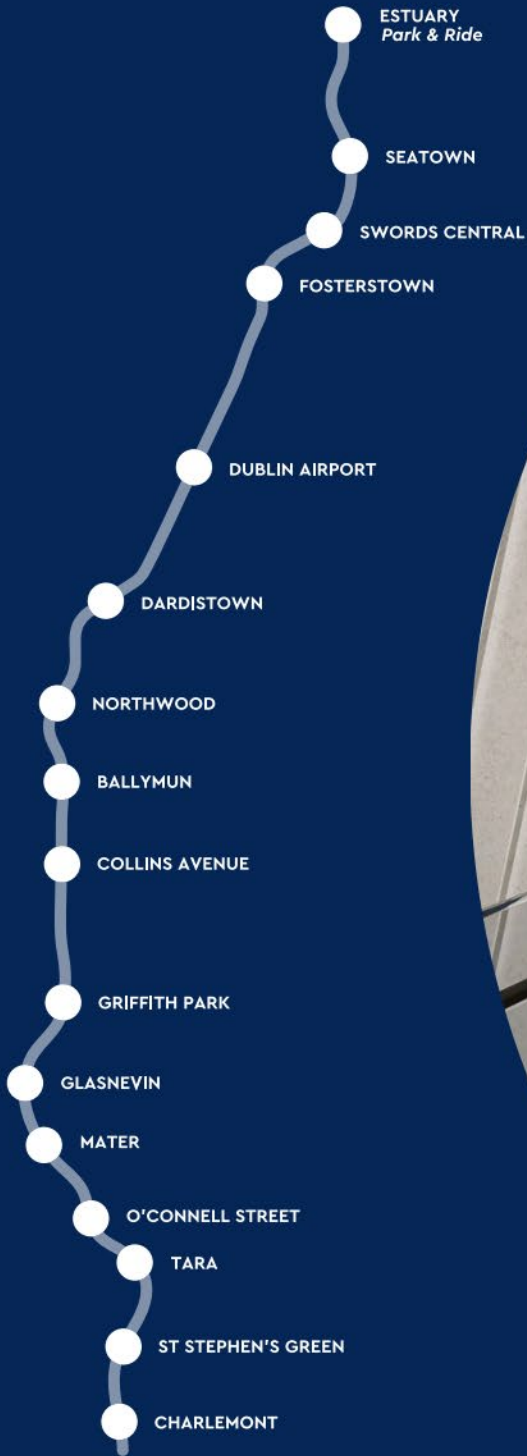 ESTUARY
Park & Ride
SEATOWN
SWORDS CENTRAL
FOSTERSTOWN
DUBLIN AIRPORT
DARDISTOWN
NORTHWOOD
BALLYMUN
COLLINS AVENUE
GRIFFITH PARK
GLASNEVIN
MATER
O'CONNELL STREET
TARA
ST STEPHEN'S GREEN
CHARLEMONT